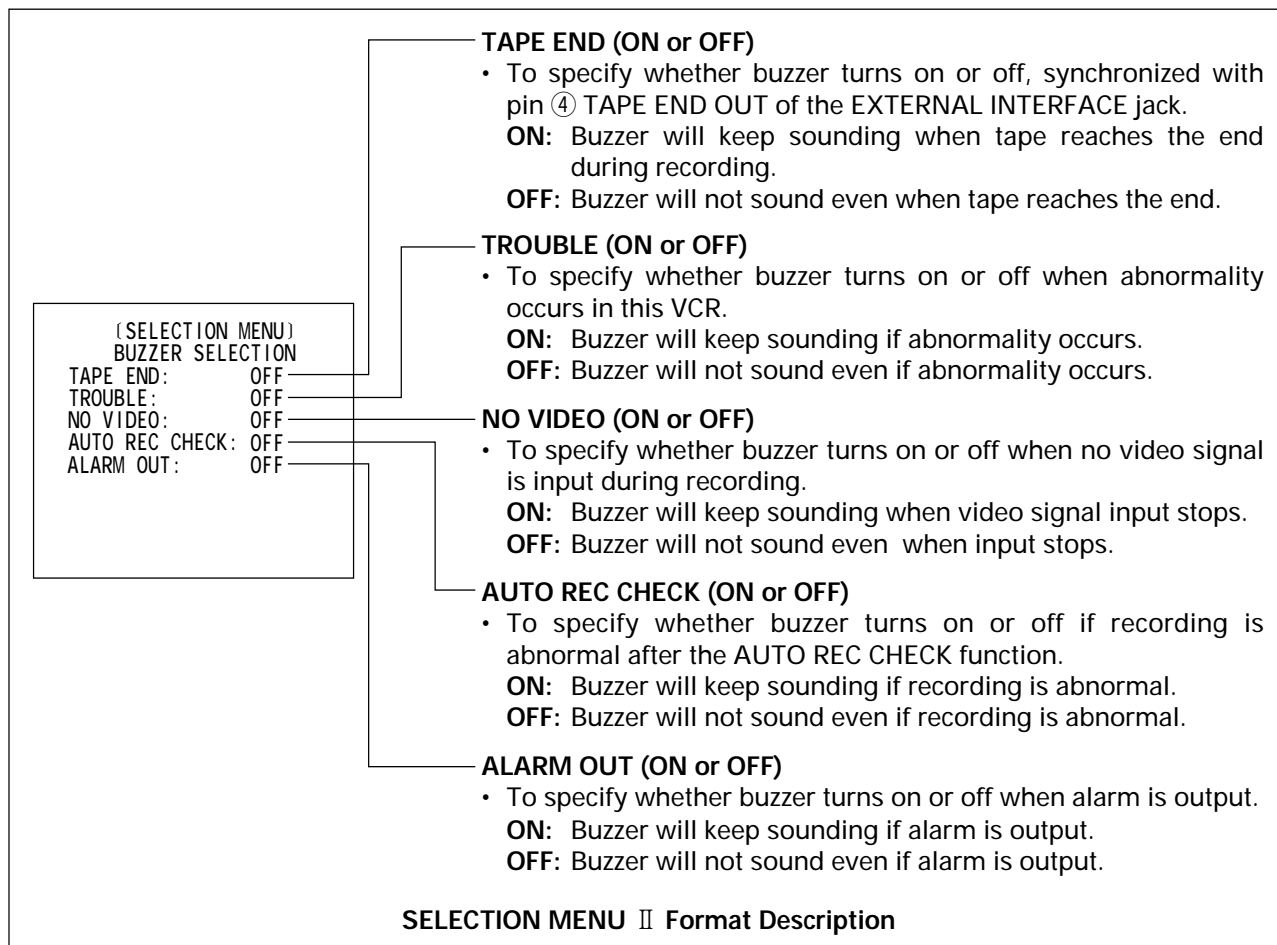 TAPE END (ON or OFF)
• To specify whether buzzer turns on or off, synchronized with
pin ④ TAPE END OUT of the EXTERNAL INTERFACE jack.
ON: Buzzer will keep sounding when tape reaches the end
during recording.
OFF: Buzzer will not sound even when tape reaches the end.
TROUBLE (ON or OFF)
• To specify whether buzzer turns on or off when abnormality
occurs in this VCR.
ON: Buzzer will keep sounding if abnormality occurs.
OFF: Buzzer will not sound even if abnormality occurs.
(SELECTION MENU)
BUZZER SELECTION
TAPE END: OFF
TROUBLE: OFF
NO VIDEO: OFF
AUTO REC CHECK: OFF
ALARM OUT: OFF
NO VIDEO (ON or OFF)
• To specify whether buzzer turns on or off when no video signal
is input during recording.
ON: Buzzer will keep sounding when video signal input stops.
OFF: Buzzer will not sound even when input stops.
AUTO REC CHECK (ON or OFF)
• To specify whether buzzer turns on or off if recording is
abnormal after the AUTO REC CHECK function.
ON: Buzzer will keep sounding if recording is abnormal.
OFF: Buzzer will not sound even if recording is abnormal.
ALARM OUT (ON or OFF)
• To specify whether buzzer turns on or off when alarm is output.
ON: Buzzer will keep sounding if alarm is output.
OFF: Buzzer will not sound even if alarm is output.
SELECTION MENU Ⅱ Format Description